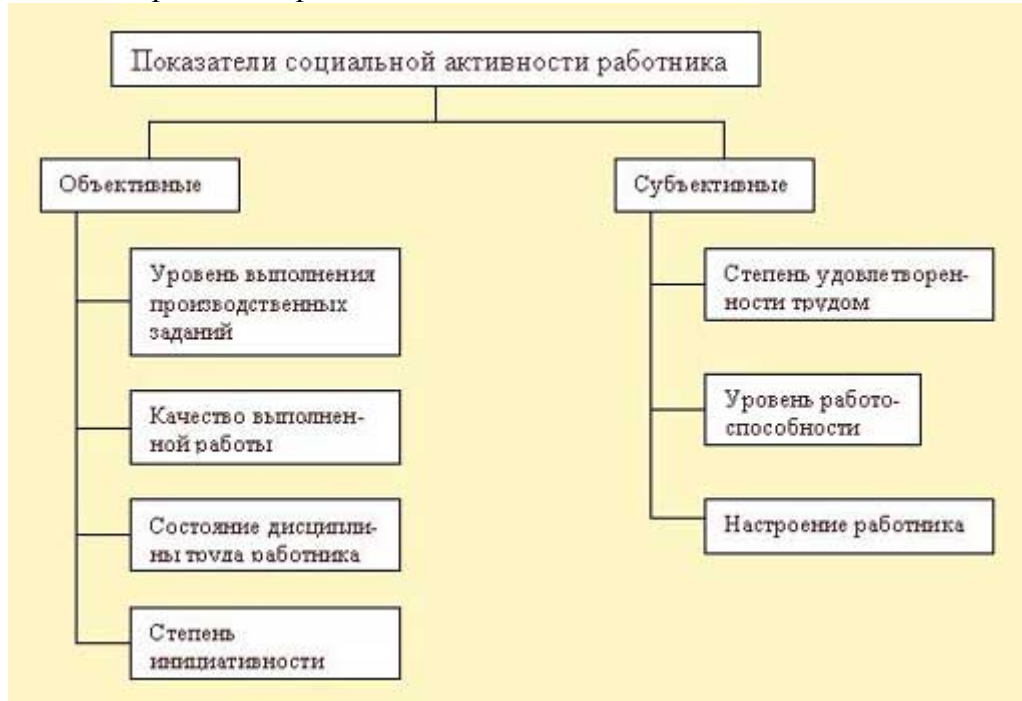 Показатели социальной активности работника
Объективные
Уровень выполнения
производственных
заданий
Качество выполнен-
ной работы
Состояние дисципли-
ны труда работника
Степень
инициативности
Субъективные
Степень удовлетворен-
ности трудом
Уровень работо-
способности
Настроение работника